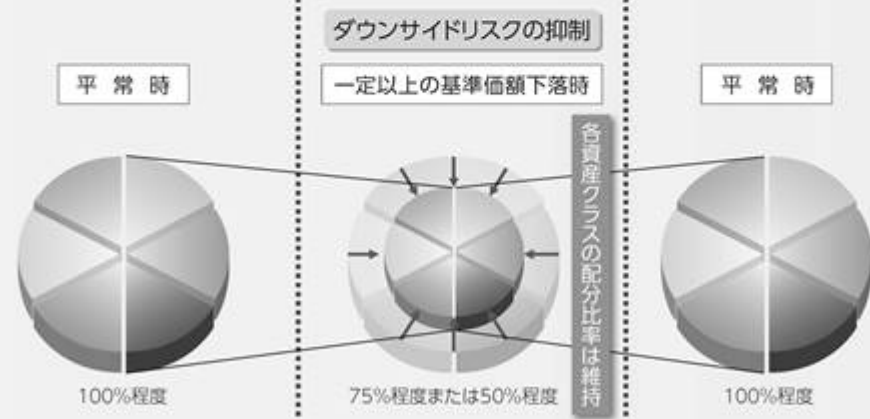 ダウンサイドリスクの抑制
平常時
一定以上の基準価額下落時
平常時
各資産クラスの配分比率は維持
100%程度
75%程度または50%程度
100%程度